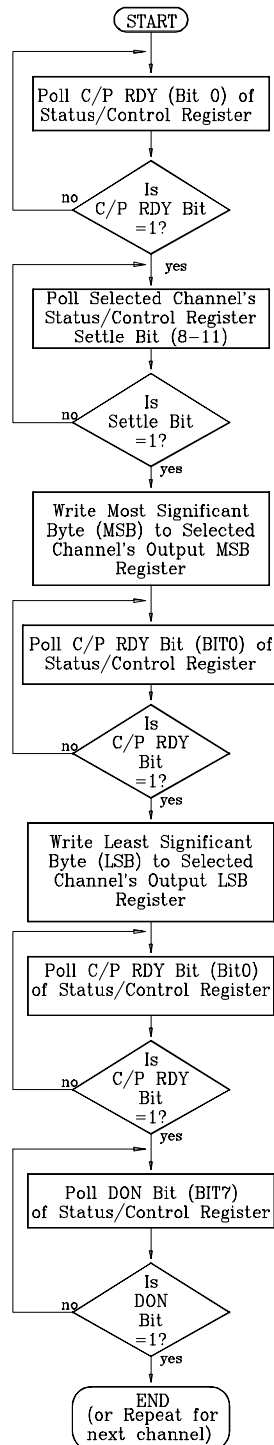 START
Poll C/P RDY (Bit 0) of
Status/Control Register
Is
C/P RDY Bit
=1?
no
yes
Poll Selected Channel's
Status/Control Register
Settle Bit (8-11)
Is
Settle Bit
=1?
no
yes
Write Most Significant
Byte (MSB) to Selected
Channel's Output MSB
Register
Poll C/P RDY Bit (BIT0) of
Status/Control Register
Is
C/P RDY
Bit
=1?
no
yes
Write Least Significant
Byte (LSB) to Selected
Channel's Output LSB
Register
Poll C/P RDY Bit (Bit0)
of Status/Control Register
Is
C/P RDY
Bit
=1?
no
yes
Poll DON Bit (BIT7)
of Status/Control Register
Is
DON
Bit
=1?
no
yes
END
(or Repeat for
next channel)